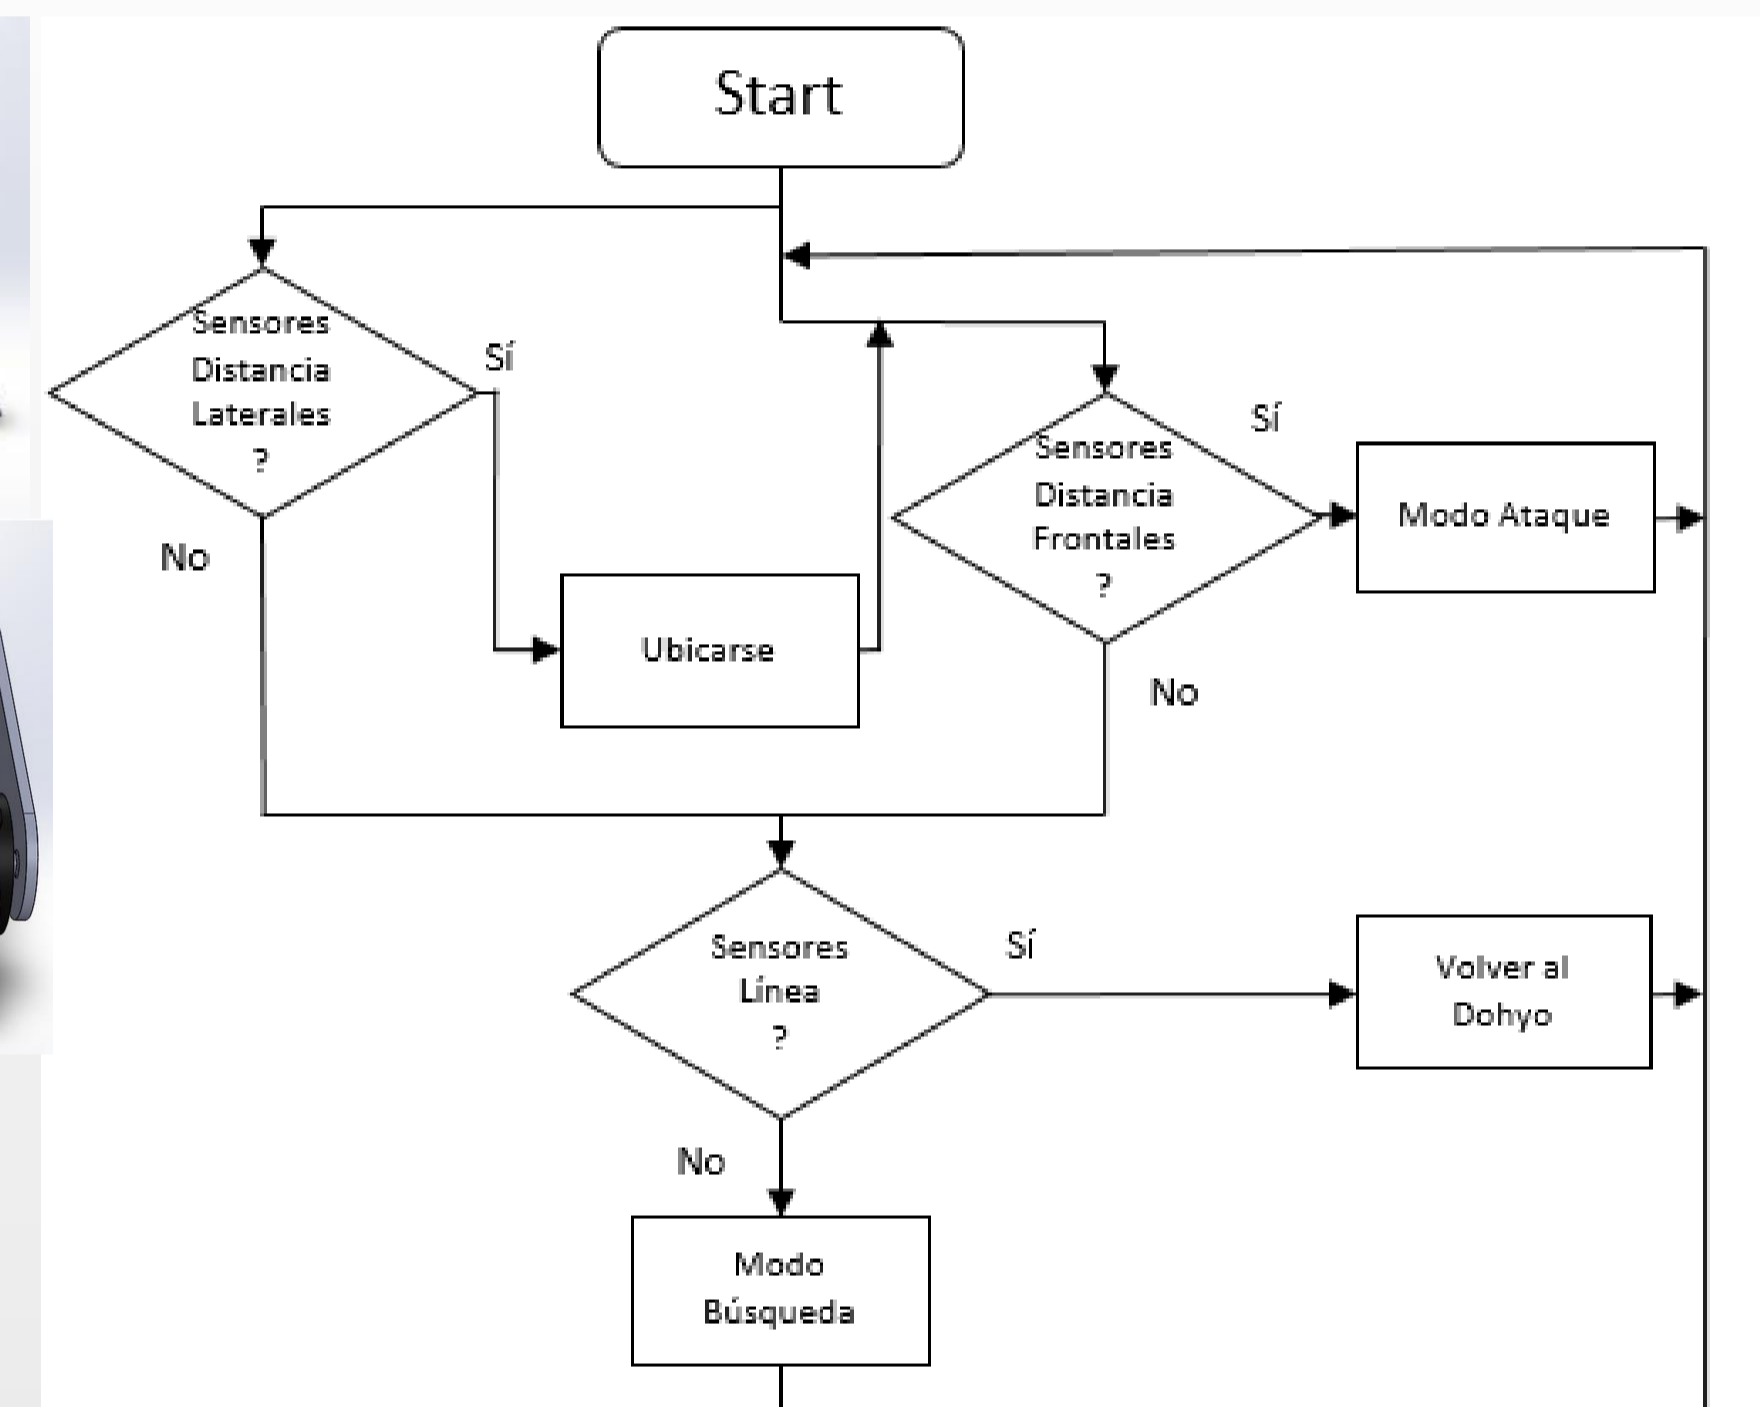 Start
Sensores
Distancia
Laterales
?
Sí
No
Ubicarse
Sensores
Distancia
Frontales
?
Sí
Modo Ataque
No
Sensores
Línea
?
Sí
Volver al
Dohyo
No
Modo
Búsqueda